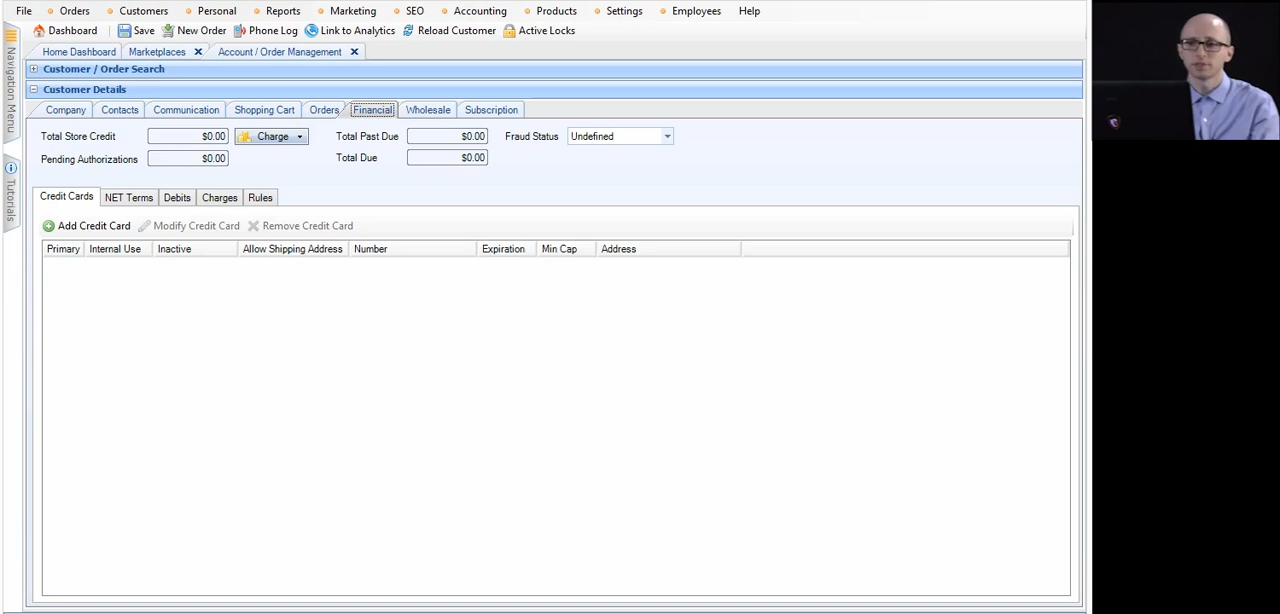 File Orders Customers Personal Reports Marketing SEO Accounting Products Settings Employees Help
Dashboard Save New Order Phone Log Link to Analytics Reload Customer Active Locks
Navigation Menu
Tutorials
Home Dashboard Marketplaces Account / Order Management
Customer / Order Search
Customer Details
Company Contacts Communication Shopping Cart Orders Financial Wholesale Subscription
Total Store Credit $0.00 Charge Total Past Due $0.00 Fraud Status Undefined
Pending Authorizations $0.00 Total Due $0.00
Credit Cards NET Terms Debits Charges Rules
Add Credit Card Modify Credit Card Remove Credit Card
Primary Internal Use Inactive Allow Shipping Address Number Expiration Min Cap Address